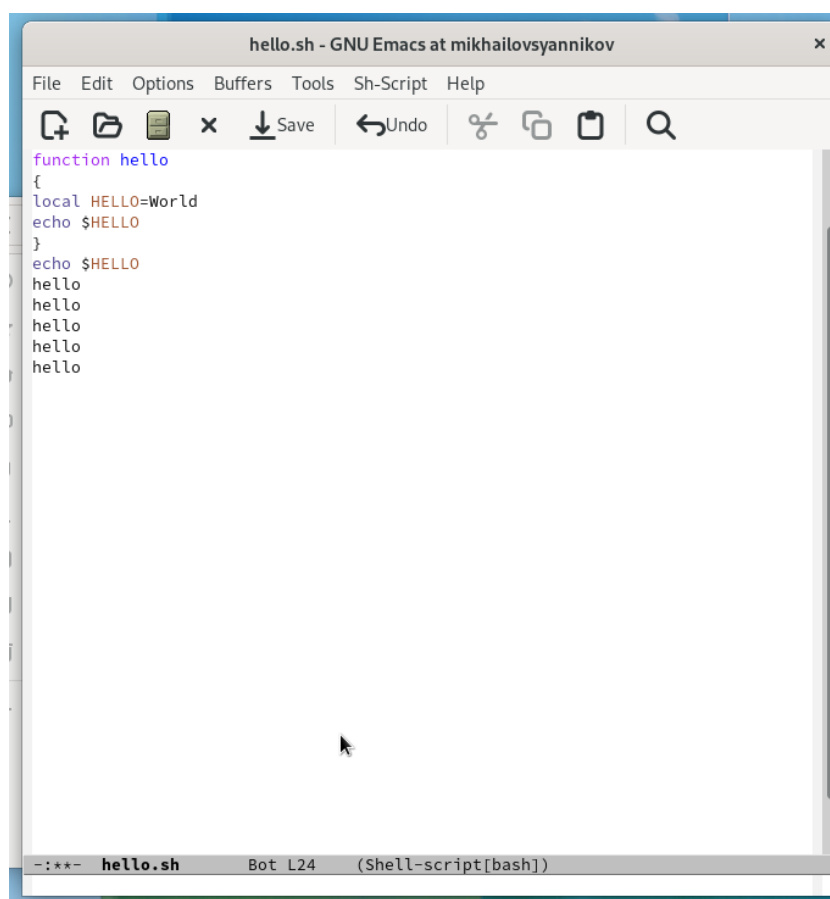 hello.sh - GNU Emacs at mikhailovsyannikov ×
File Edit Options Buffers Tools Sh-Script Help
Save Undo
function hello
{
local HELLO=World
echo $HELLO
}
echo $HELLO
hello
hello
hello
hello
hello
-:**- hello.sh Bot L24 (Shell-script[bash])